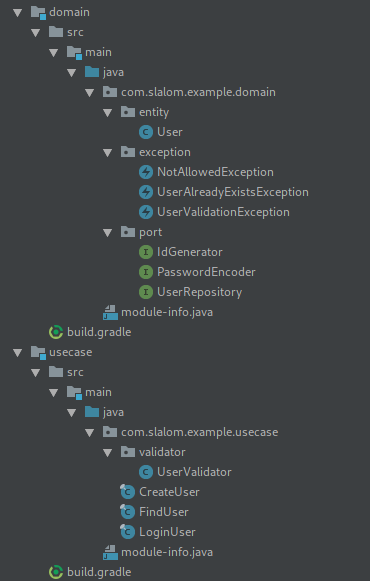 domain
src
main
java
com.slalom.example.domain
entity
C User
exception
NotAllowedException
UserAlreadyExistsException
UserValidationException
port
I IdGenerator
I PasswordEncoder
I UserRepository
module-info.java
build.gradle
usecase
src
main
java
com.slalom.example.usecase
validator
C UserValidator
C CreateUser
C FindUser
C LoginUser
module-info.java
build.gradle